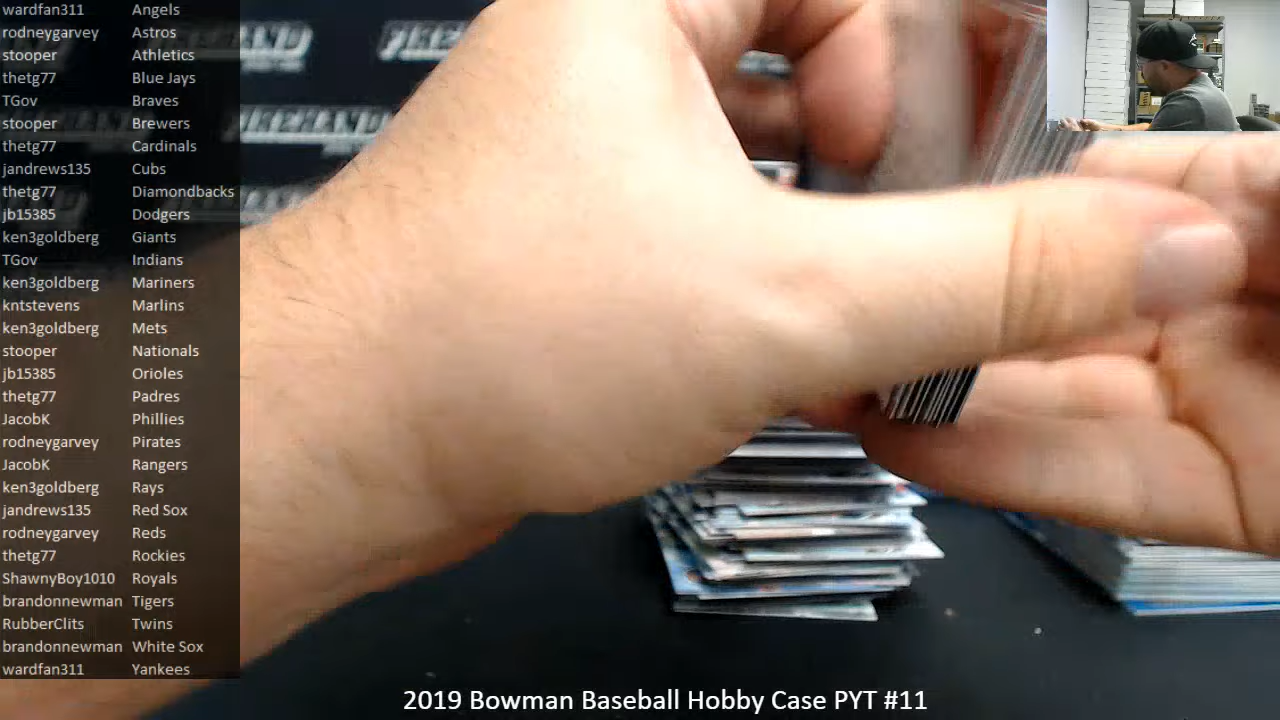 wardfan311 Angels
rodneygarvey Astros
stooper Athletics
thetg77 Blue Jays
TGov Braves
stooper Brewers
thetg77 Cardinals
jandrews135 Cubs
thetg77 Diamondbacks
jb15385 Dodgers
ken3goldberg Giants
TGov Indians
ken3goldberg Mariners
kntstevens Marlins
ken3goldberg Mets
stooper Nationals
jb15385 Orioles
thetg77 Padres
JacobK Phillies
rodneygarvey Pirates
JacobK Rangers
ken3goldberg Rays
jandrews135 Red Sox
rodneygarvey Reds
thetg77 Rockies
ShawnyBoy1010 Royals
brandonnewman Tigers
RubberClits Twins
brandonnewman White Sox
wardfan311 Yankees
2019 Bowman Baseball Hobby Case PYT #11